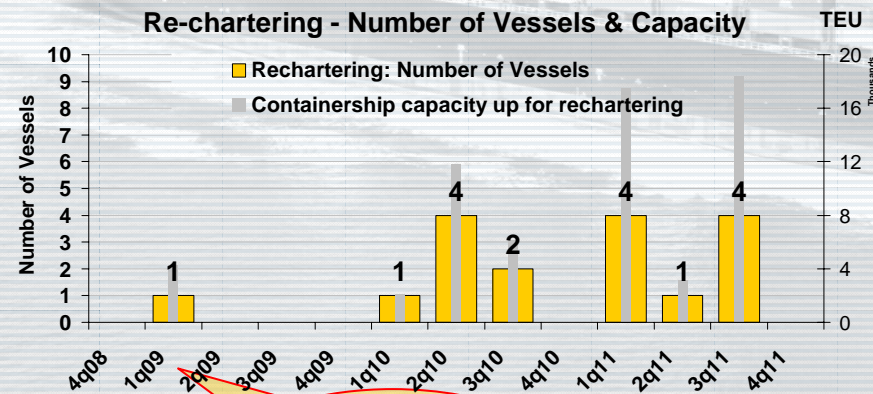 Re-chartering - Number of Vessels & Capacity
TEU
Thousands
Number of Vessels
Rechartering: Number of Vessels
Containership capacity up for rechartering
10
9
8
7
6
5
4
3
2
1
0
20
16
12
8
4
0
1
1
4
2
4
1
4
4q08
1q09
2q09
3q09
4q09
1q10
2q10
3q10
4q10
1q11
2q11
3q11
4q11